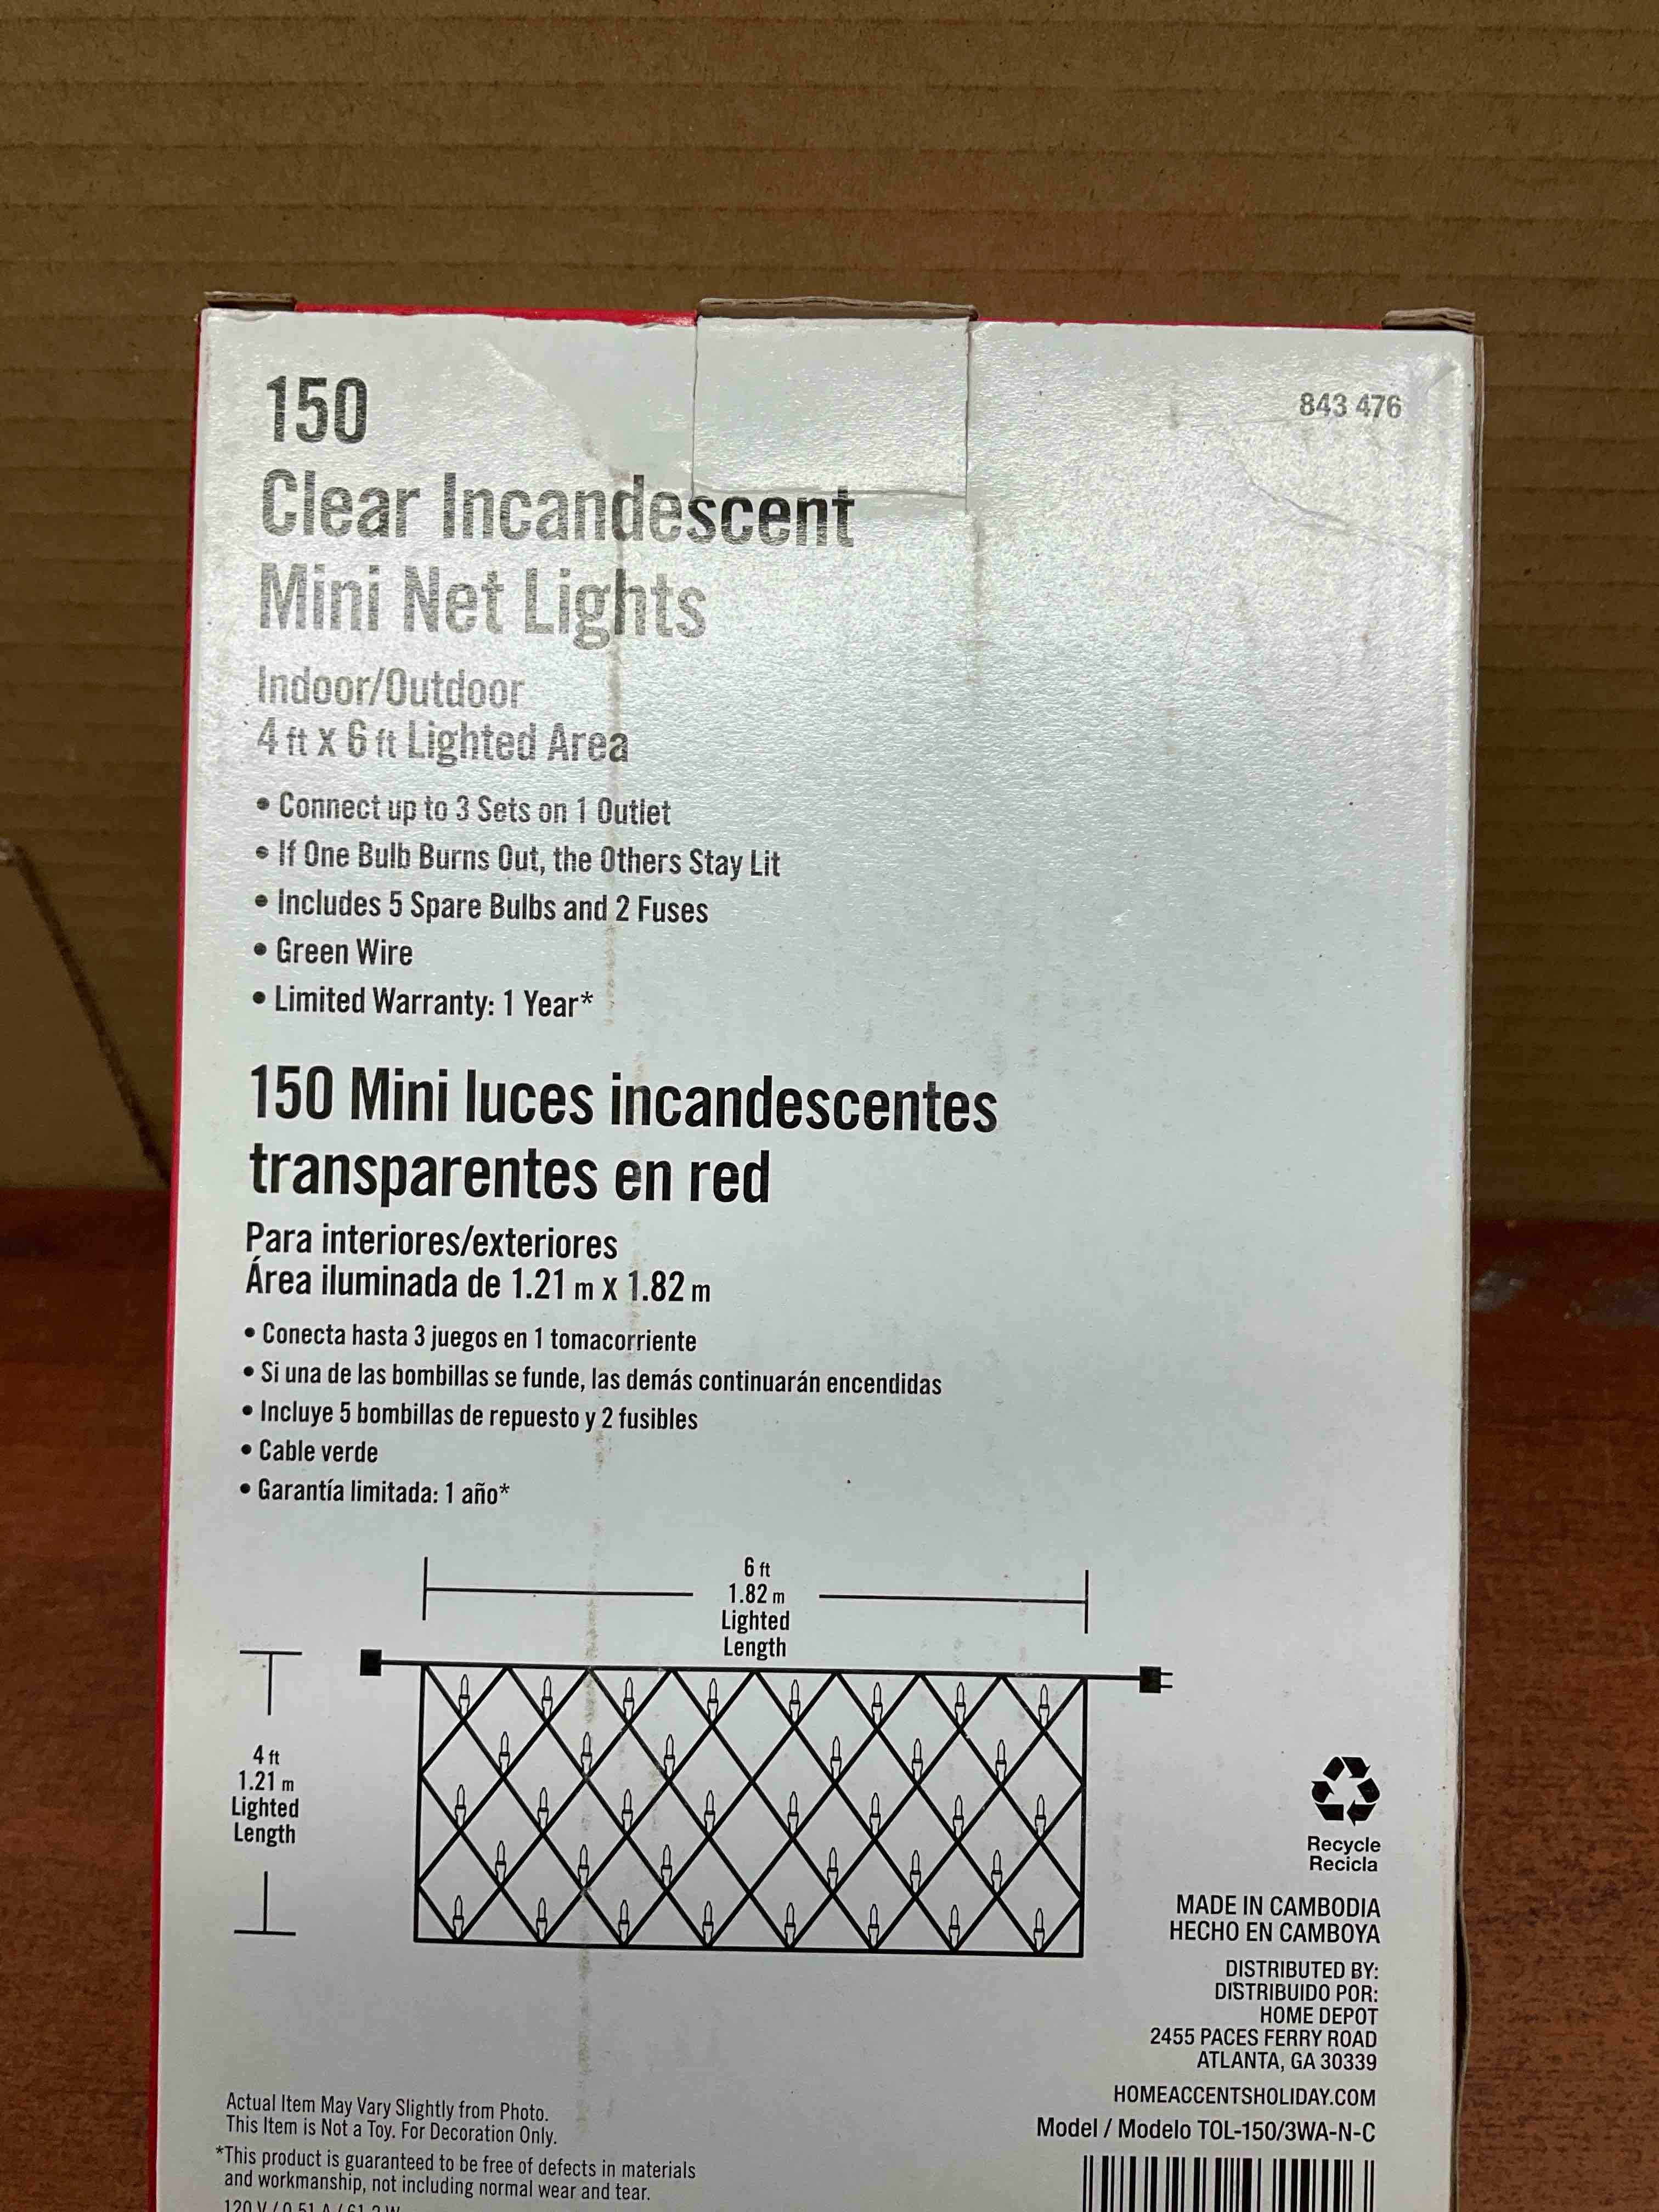 150
843 476
Clear Incandescent
Mini Net Lights
Indoor/Outdoor
4 ft x 6 ft Lighted Area
• Connect up to 3 Sets on 1 Outlet
• If One Bulb Burns Out, the Others Stay Lit
• Includes 5 Spare Bulbs and 2 Fuses
• Green Wire
• Limited Warranty: 1 Year*
150 Mini luces incandescentes
transparentes en red
Para interiores/exteriores
Área iluminada de 1.21 m x 1.82 m
• Conecta hasta 3 juegos en 1 tomacorriente
• Si una de las bombillas se funde, las demás continuarán encendidas
• Incluye 5 bombillas de repuesto y 2 fusibles
• Cable verde
• Garantía limitada: 1 año*
6 ft
1.82 m
Lighted
Length
4 ft
1.21 m
Lighted
Length
Recycle
Recicla
MADE IN CAMBODIA
HECHO EN CAMBOYA
DISTRIBUTED BY:
DISTRIBUIDO POR:
HOME DEPOT
2455 PACES FERRY ROAD
ATLANTA, GA 30339
HOMEACCENTSHOLIDAY.COM
Model / Modelo TOL-150/3WA-N-C
Actual Item May Vary Slightly from Photo.
This Item is Not a Toy. For Decoration Only.
*This product is guaranteed to be free of defects in materials
and workmanship, not including normal wear and tear.
120 V / 0.51 A / 61.2 W